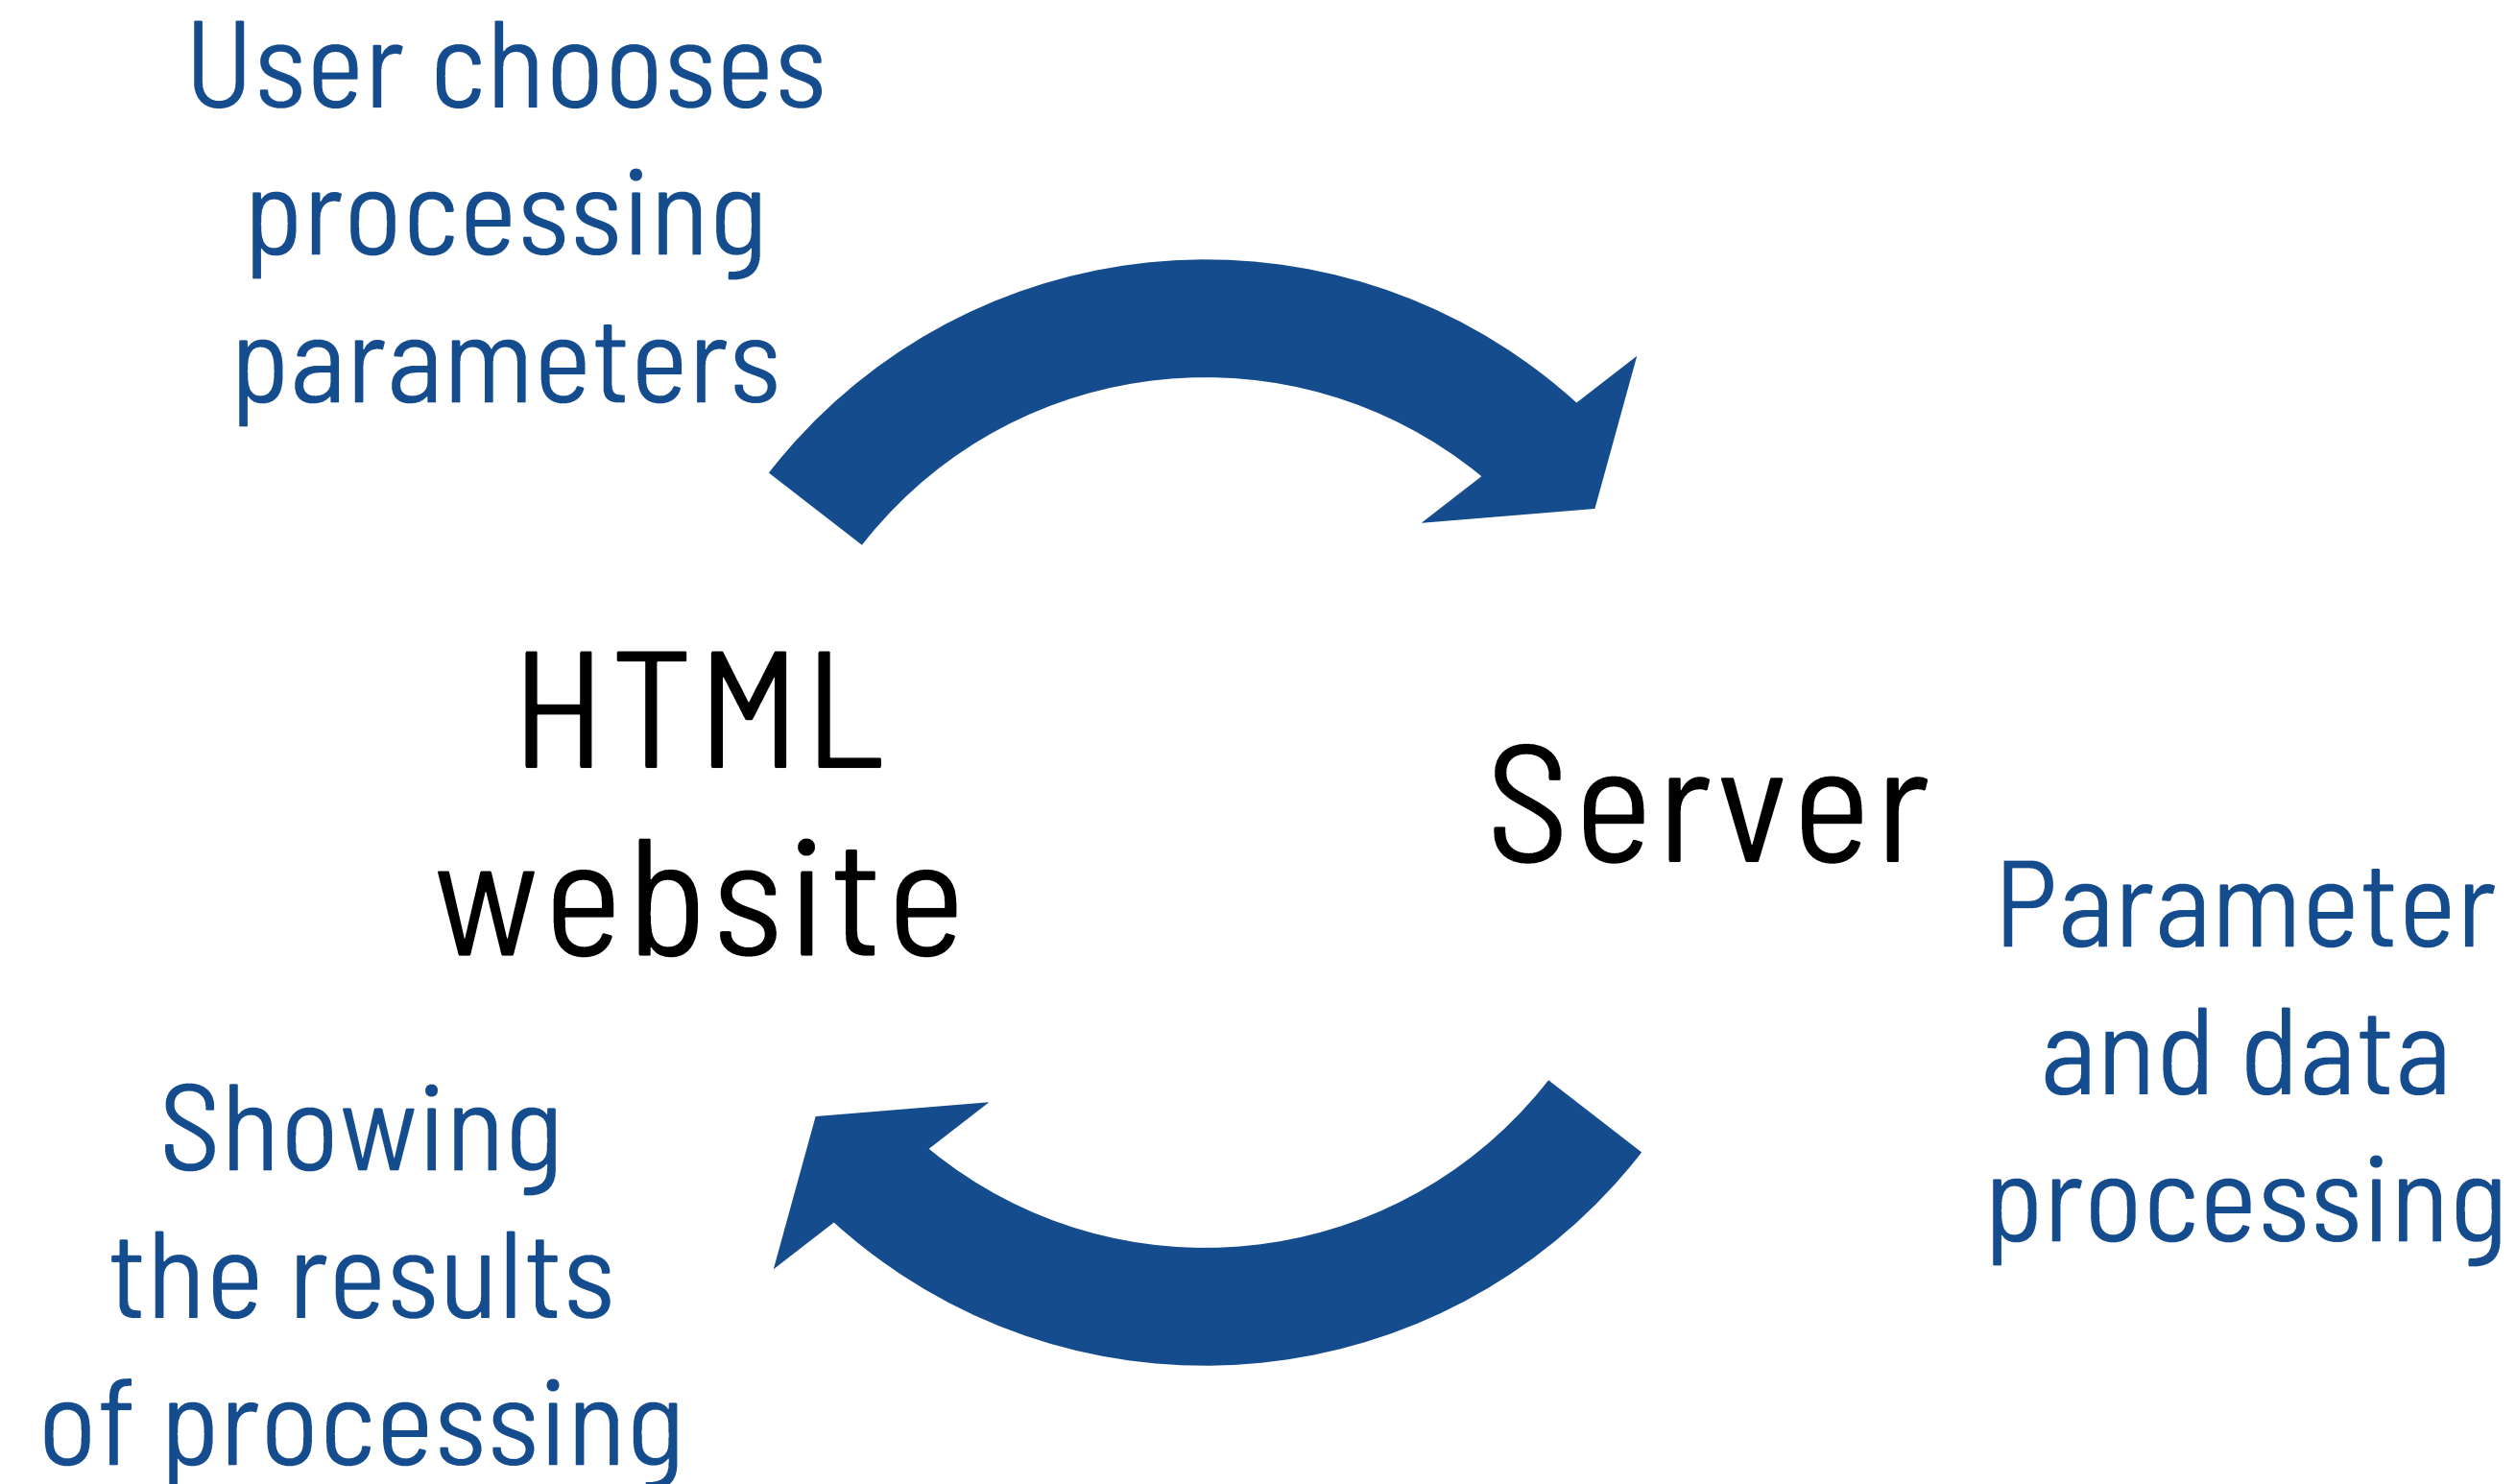 User chooses
processing
parameters
HTML
website
Server
Parameter
and data
processing
Showing
the results
of processing